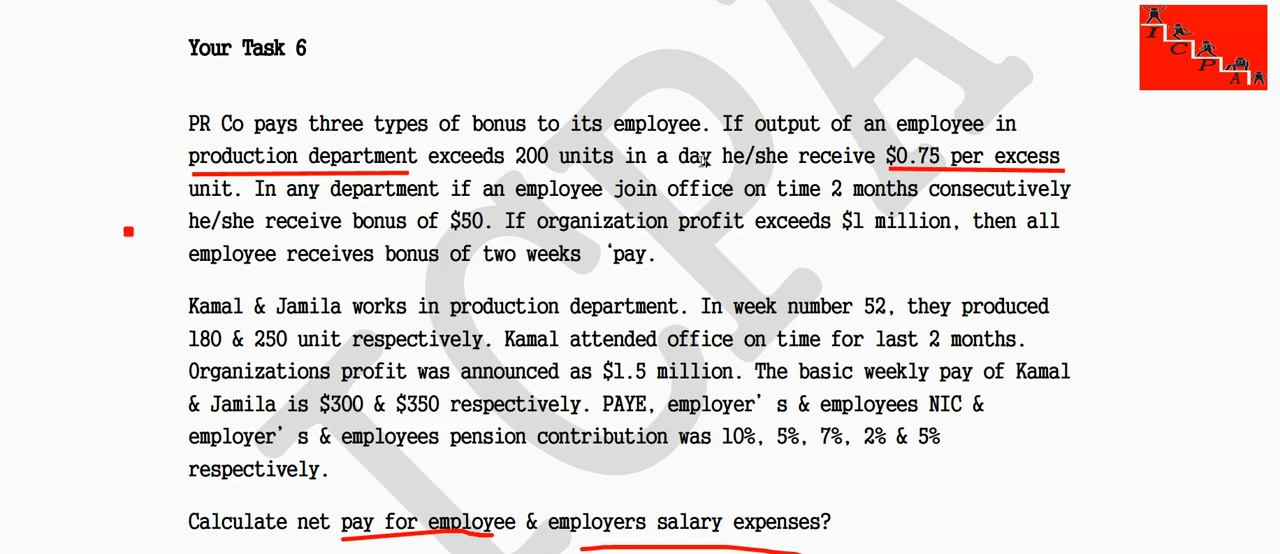 Your Task 6
I
C
P
A
PR Co pays three types of bonus to its employee. If output of an employee in
production department exceeds 200 units in a day he/she receive $0.75 per excess
unit. In any department if an employee join office on time 2 months consecutively
he/she receive bonus of $50. If organization profit exceeds $1 million, then all
employee receives bonus of two weeks ‘pay.
Kamal & Jamila works in production department. In week number 52, they produced
180 & 250 unit respectively. Kamal attended office on time for last 2 months.
Organizations profit was announced as $1.5 million. The basic weekly pay of Kamal
& Jamila is $300 & $350 respectively. PAYE, employer’ s & employees NIC &
employer’ s & employees pension contribution was 10%, 5%, 7%, 2% & 5%
respectively.
Calculate net pay for employee & employers salary expenses?
ICPA